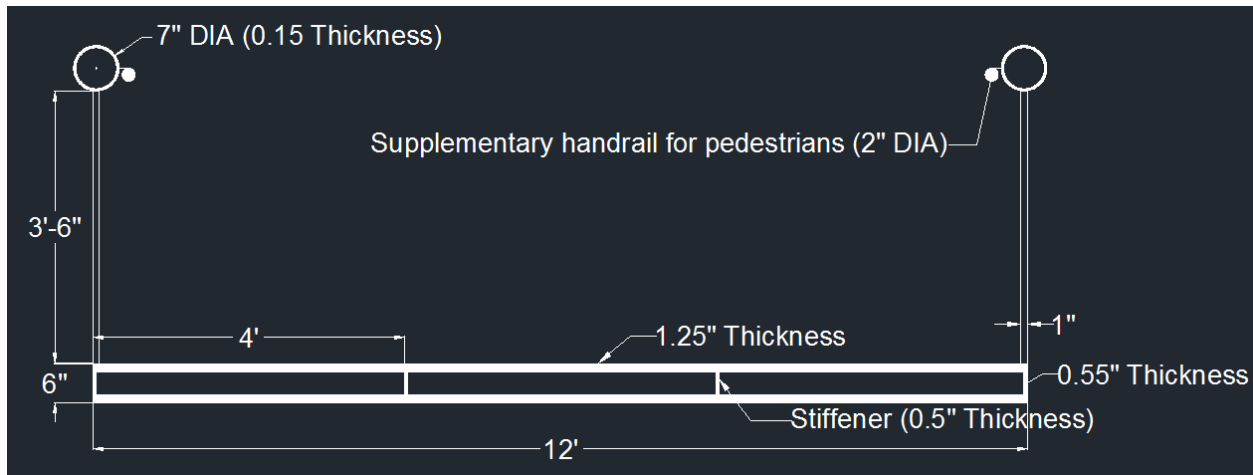 7" DIA (0.15 Thickness)
Supplementary handrail for pedestrians (2" DIA)
3'-6"
4'
1.25" Thickness
1"
6"
0.55" Thickness
Stiffener (0.5" Thickness)
12'